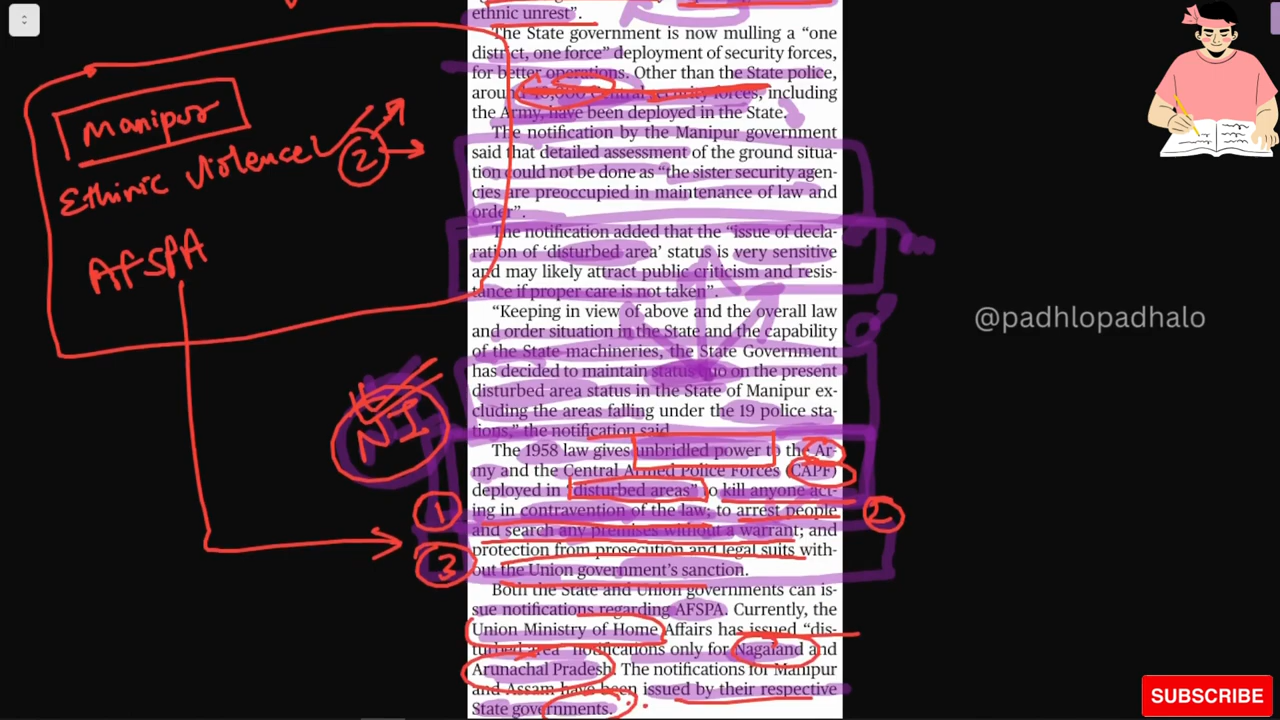 ethnic unrest".
The State government is now mulling a "one
district, one force" deployment of security forces,
for better operations. Other than the State police,
around 43,000 Central security forces, including
the Army, have been deployed in the State.
The notification by the Manipur government
said that detailed assessment of the ground situa-
tion could not be done as "the sister security agen-
cies are preoccupied in maintenance of law and
order".
The notification added that the "issue of decla-
ration of 'disturbed area' status is very sensitive
and may likely attract public criticism and resis-
tance if proper care is not taken".
"Keeping in view of above and the overall law
and order situation in the State and the capability
of the State machineries, the State Government
has decided to maintain status quo on the present
disturbed area status in the State of Manipur ex-
cluding the areas falling under the 19 police sta-
tions," the notification said.
The 1958 law gives unbridled power to the Ar-
my and the Central Armed Police Forces (CAPF)
deployed in "disturbed areas" to kill anyone act-
ing in contravention of the law; to arrest people
and search any premises without a warrant; and
protection from prosecution and legal suits with-
out the Union government's sanction.
Both the State and Union governments can is-
sue notifications regarding AFSPA. Currently, the
Union Ministry of Home Affairs has issued "dis-
turbed area" notifications only for Nagaland and
Arunachal Pradesh. The notifications for Manipur
and Assam have been issued by their respective
State governments.
Manipur
Ethinic violence
2
AFSPA
NI
1
2
3
@padhlopadhalo
SUBSCRIBE